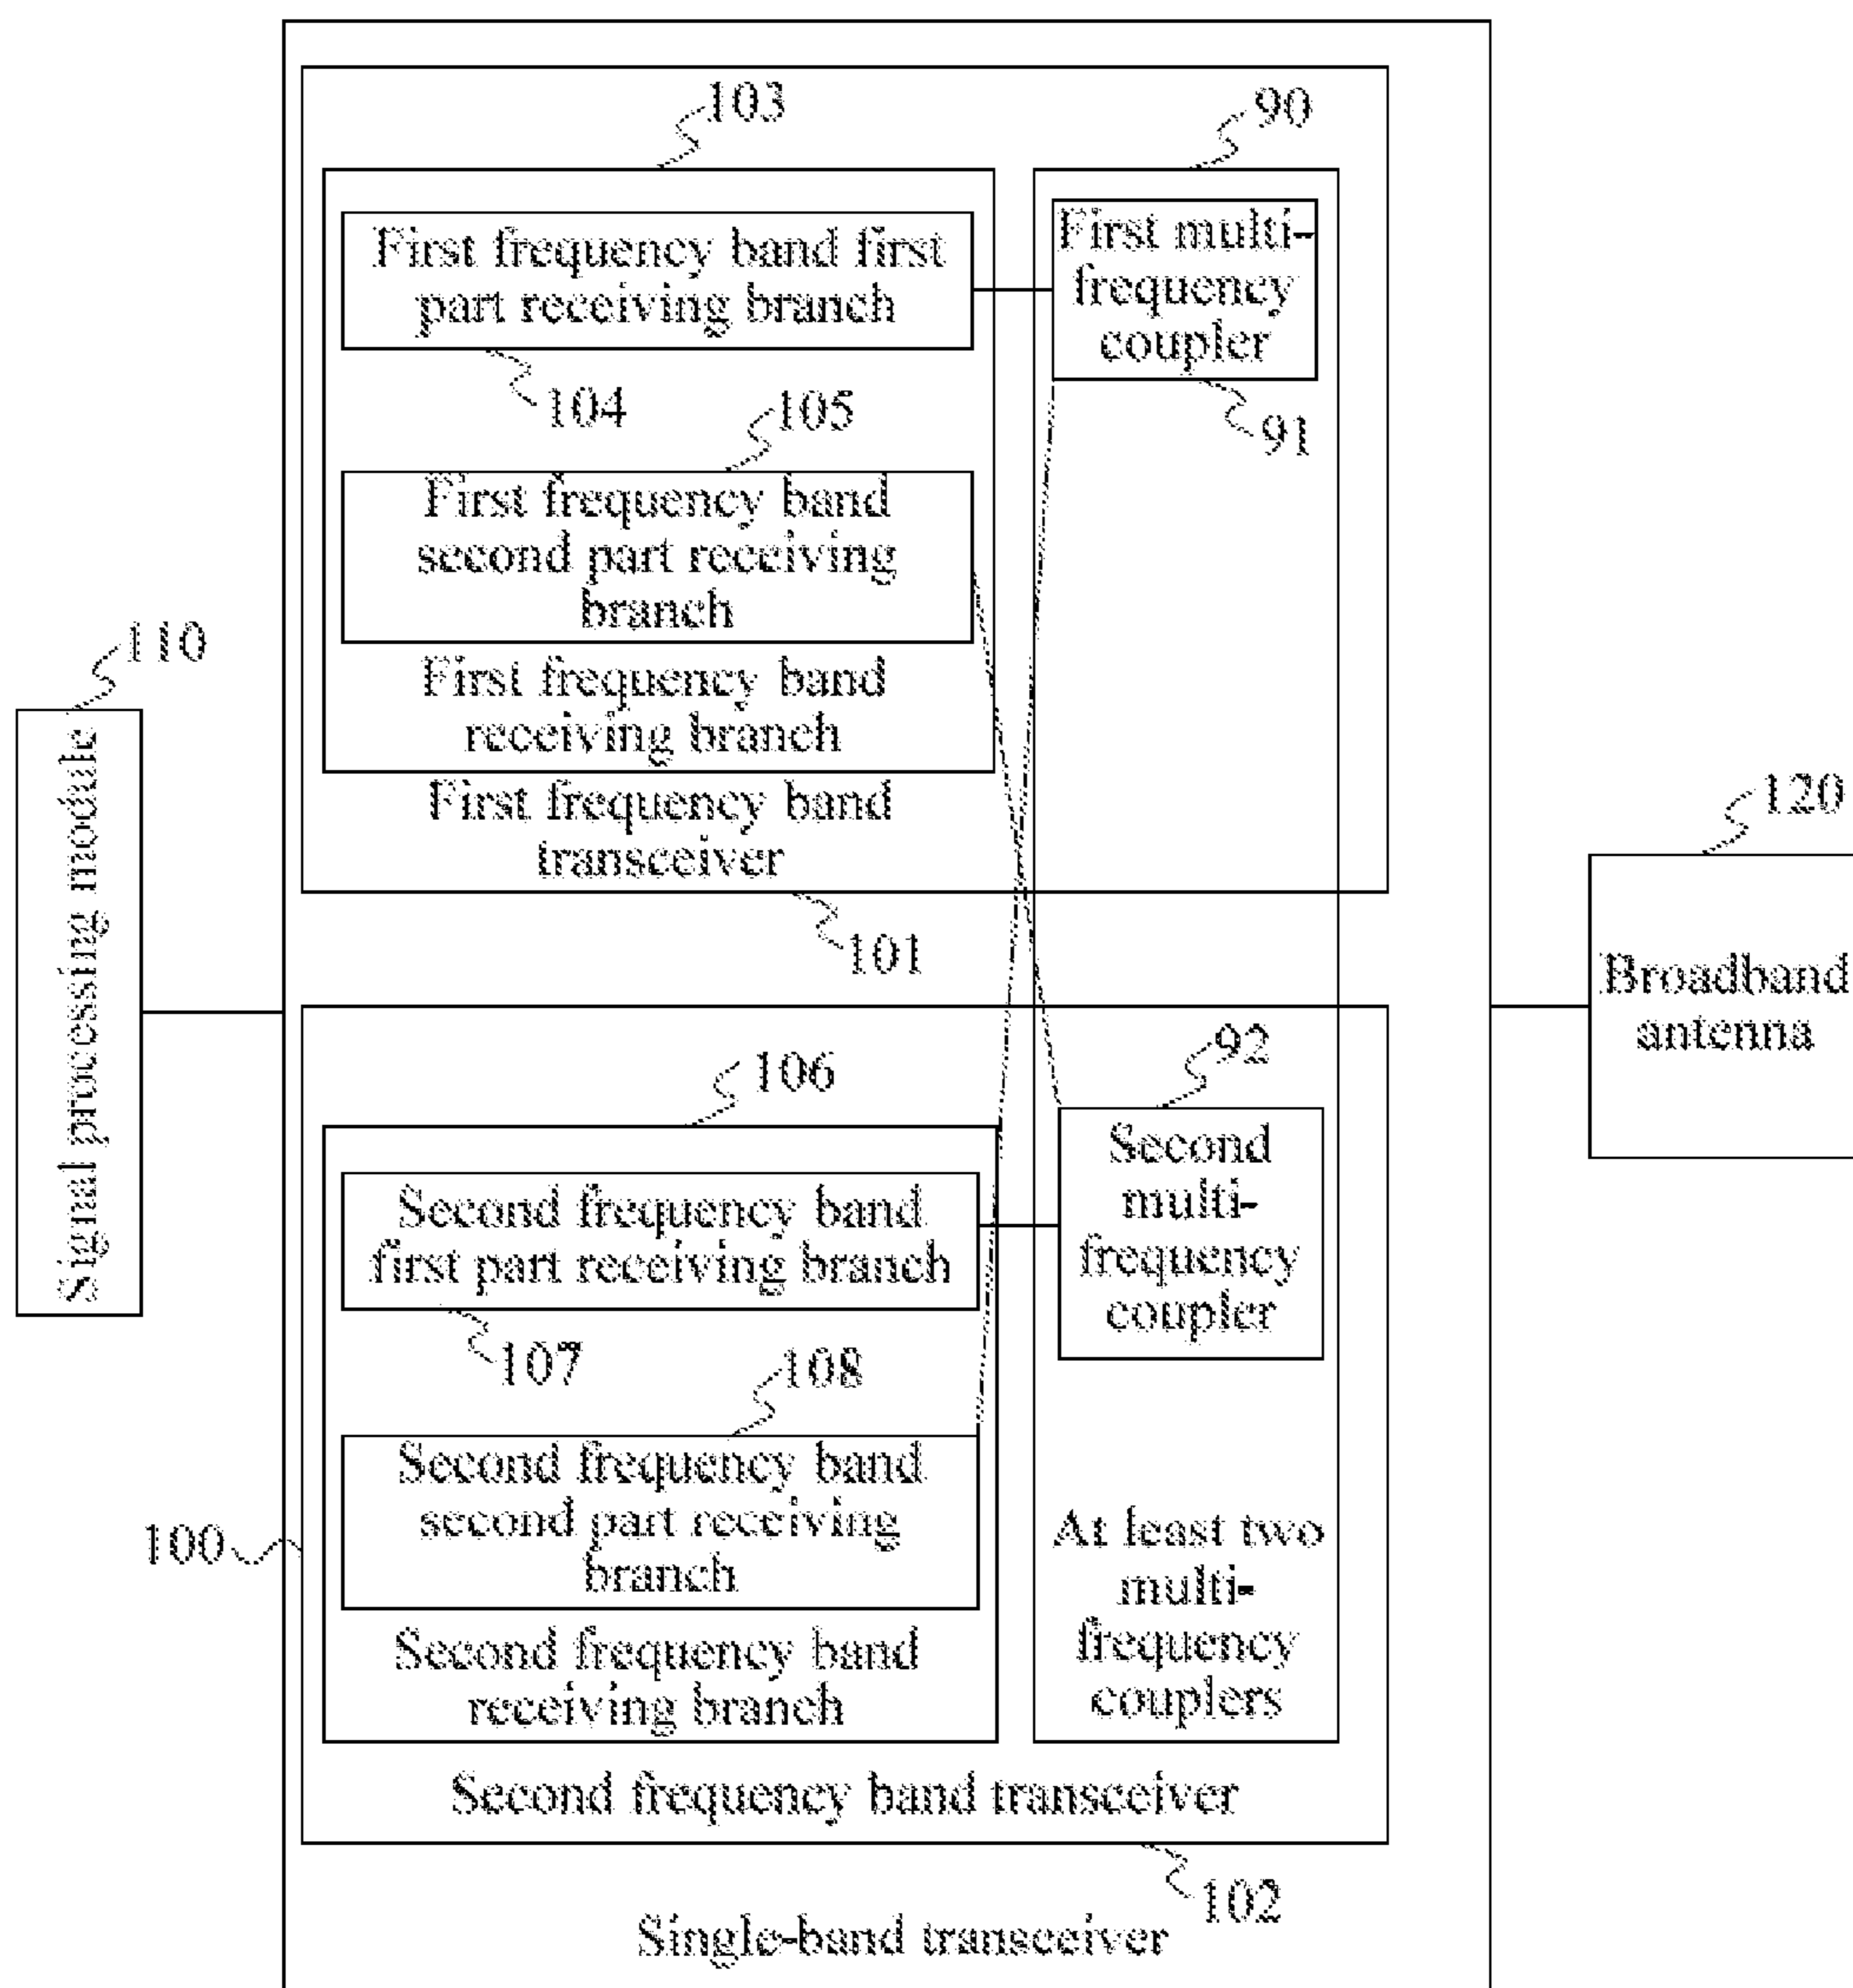 103
90
First frequency band first
part receiving branch
First multi-
frequency
coupler
104
105
91
First frequency band
second part receiving
branch
First frequency band
receiving branch
First frequency band
transceiver
101
110
Signal processing module
120
Broadband
antenna
106
92
Second frequency band
first part receiving branch
Second
multi-
frequency
coupler
107
108
Second frequency band
second part receiving
branch
100
Second frequency band
receiving branch
At least two
multi-
frequency
couplers
Second frequency band transceiver
102
Single-band transceiver